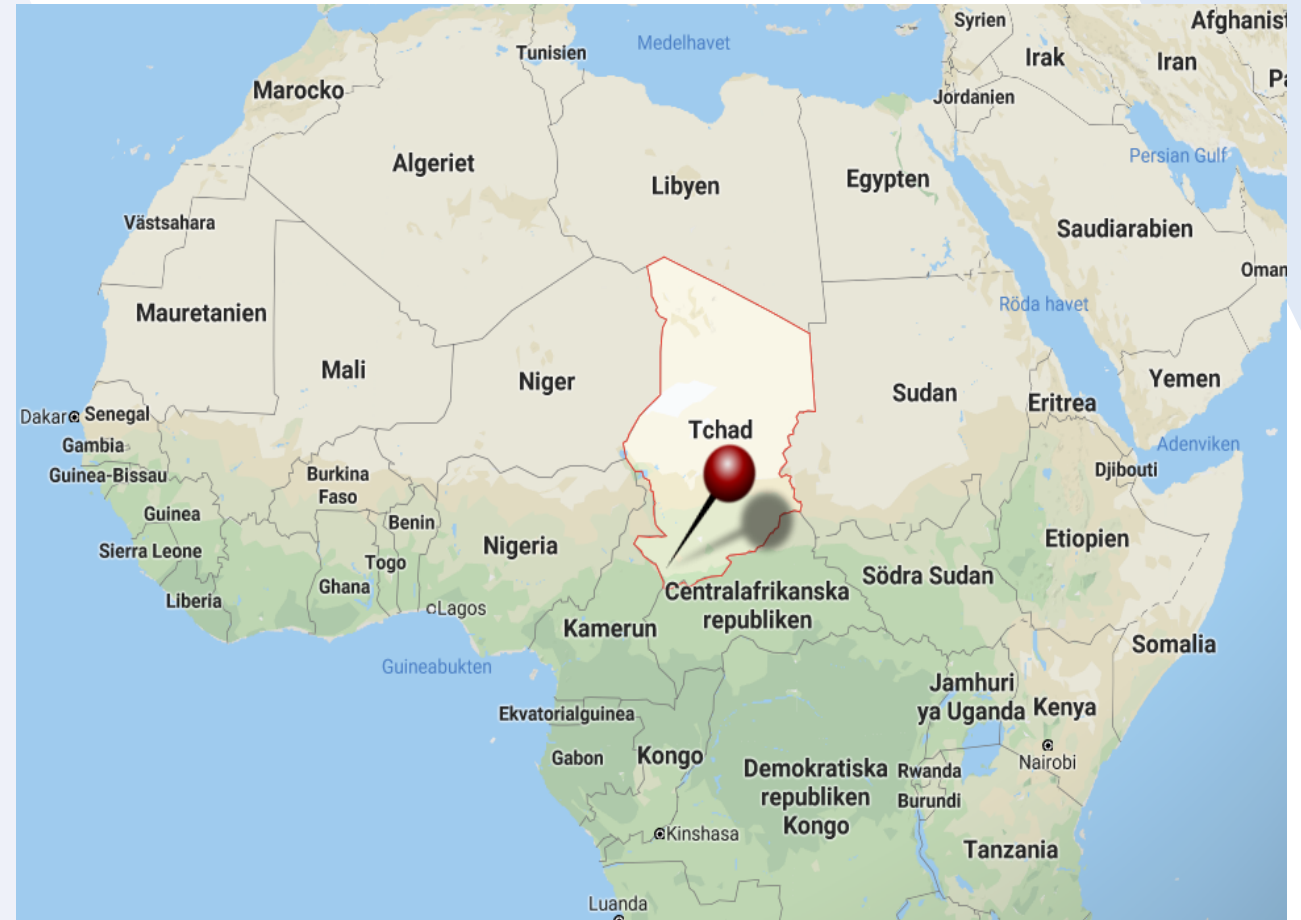 Syrien
Afghanist
Medelhavet
Tunisien
Irak
Iran
Pa
Marocko
Jordanien
Persian Gulf
Algeriet
Libyen
Egypten
Västsahara
Saudiarabien
Oman
Mauretanien
Röda havet
Mali
Niger
Sudan
Yemen
Eritrea
Dakar
Senegal
Tchad
Adenviken
Gambia
Guinea-Bissau
Burkina
Faso
Djibouti
Guinea
Benin
Nigeria
Etiopien
Sierra Leone
Togo
Ghana
Södra Sudan
Liberia
Lagos
Centralafrikanska
republiken
Kamerun
Somalia
Guineabukten
Jamhuri
ya Uganda
Kenya
Ekvatorialguinea
Gabon
Kongo
Nairobi
Demokratiska
republiken
Kongo
Rwanda
Burundi
Kinshasa
Tanzania
Luanda